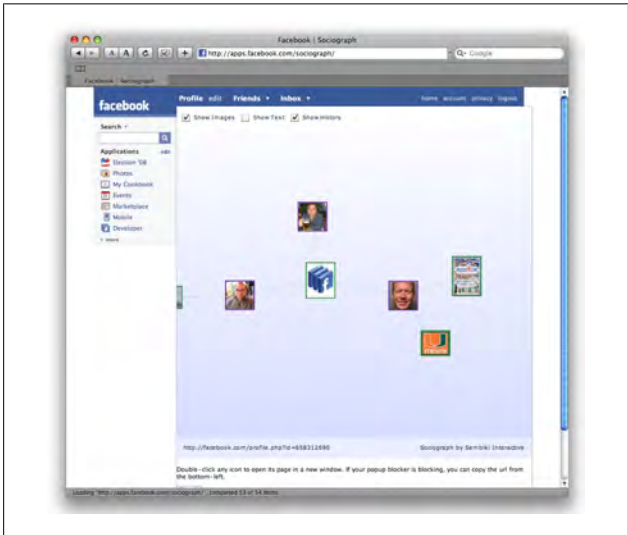 Facebook | Sociograph
A A + http://apps.facebook.com/sociograph/ Q- Google
Facebook | Sociograph
facebook Profile edit Friends Inbox home account privacy logout
Search
Show Images Show Text Show History
Applications edit
Election '08
Photos
My Cookbook
Events
Marketplace
Mobile
Developer
more
U
http://facebook.com/profile.php?id=658312690 Sociograph by Sembiki Interactive
Double-click any icon to open its page in a new window. If your popup blocker is blocking, you can copy the url from
the bottom-left.
Loading "http://apps.facebook.com/sociograph/", completed 53 of 54 items